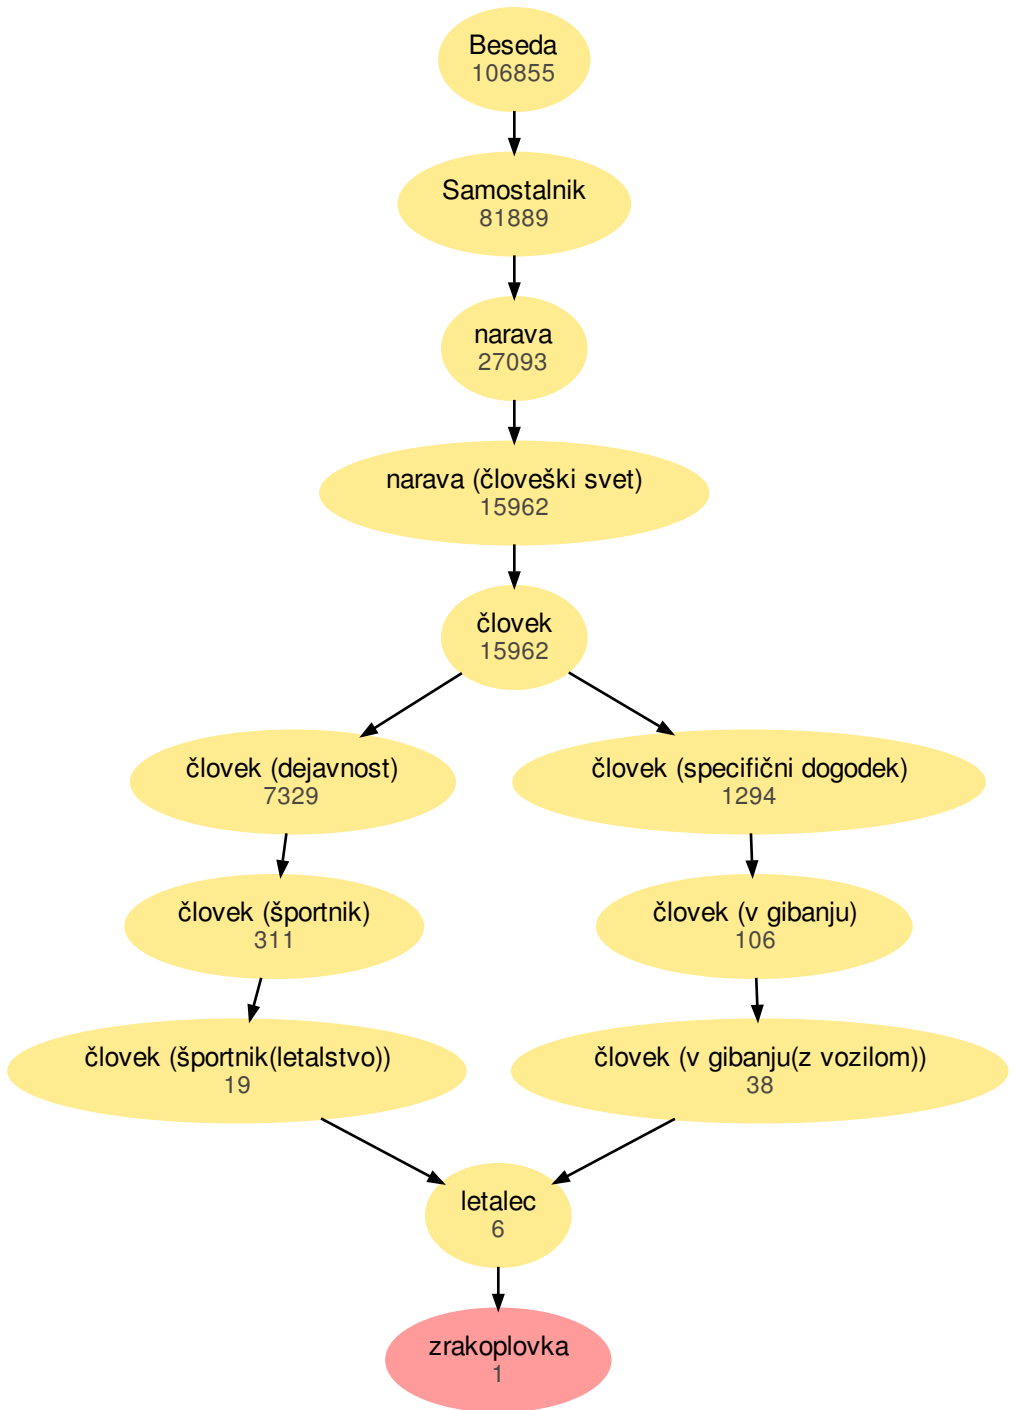 Beseda
106855
Samostalnik
81889
narava
27093
narava (človeški svet)
15962
človek
15962
človek (dejavnost)
7329
človek (specifični dogodek)
1294
človek (športnik)
311
človek (v gibanju)
106
človek (športnik(letalstvo))
19
človek (v gibanju(z vozilom))
38
letalec
6
zrakoplovka
1